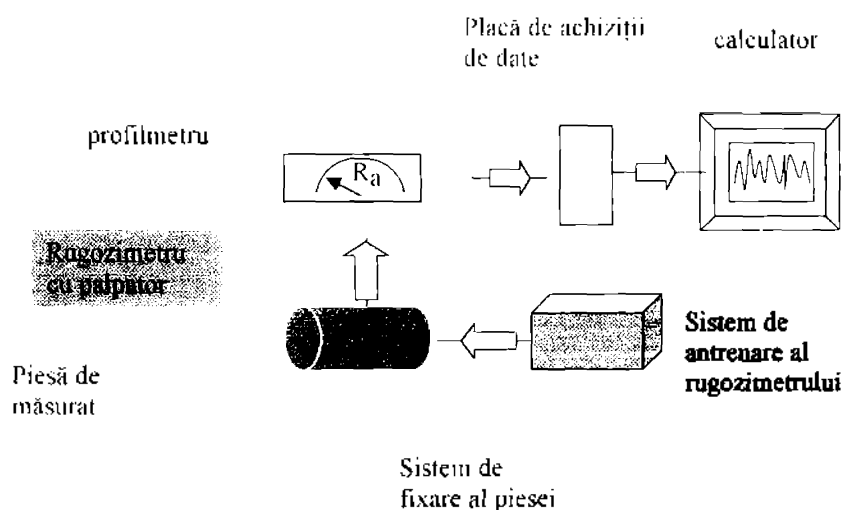 Placă de achiziții
de date
calculator
profilmetru
Ra
Rugozimetru
cu palpator
Sistem de
antrenare al
rugozimetrului
Piesă de
măsurat
Sistem de
fixare al piesei